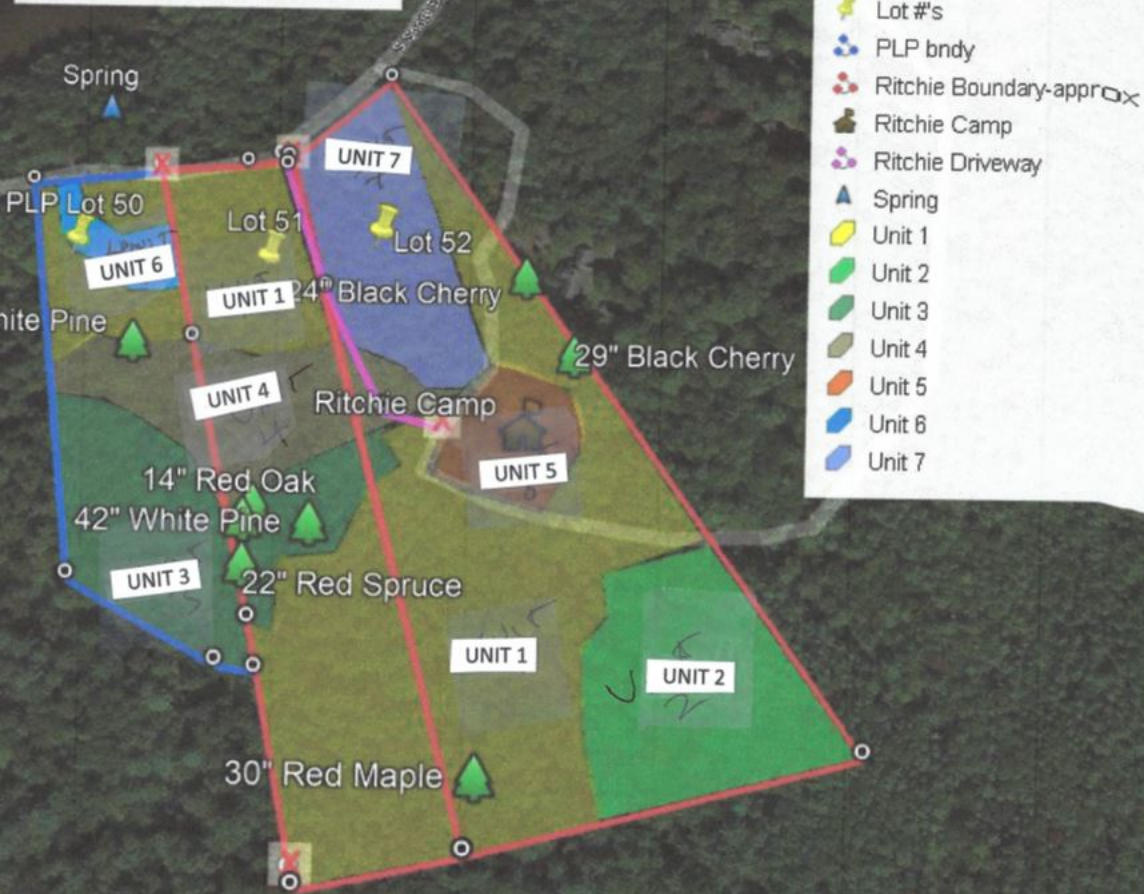 Lot #'s
PLP bndy
Ritchie Boundary-approx
Ritchie Camp
Ritchie Driveway
Spring
Unit 1
Unit 2
Unit 3
Unit 4
Unit 5
Unit 6
Unit 7
Spring
UNIT 7
PLP Lot 50
Lot 51
Lot 52
UNIT 6
UNIT 1
24" Black Cherry
Pine
29" Black Cherry
UNIT 4
Ritchie Camp
UNIT 5
14" Red Oak
42" White Pine
UNIT 3
22" Red Spruce
UNIT 1
UNIT 2
30" Red Maple